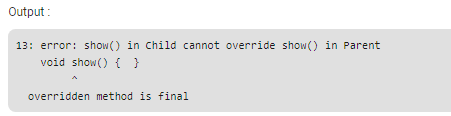 Output :
13: error: show() in Child cannot override show() in Parent
void show() { }
^
overridden method is final